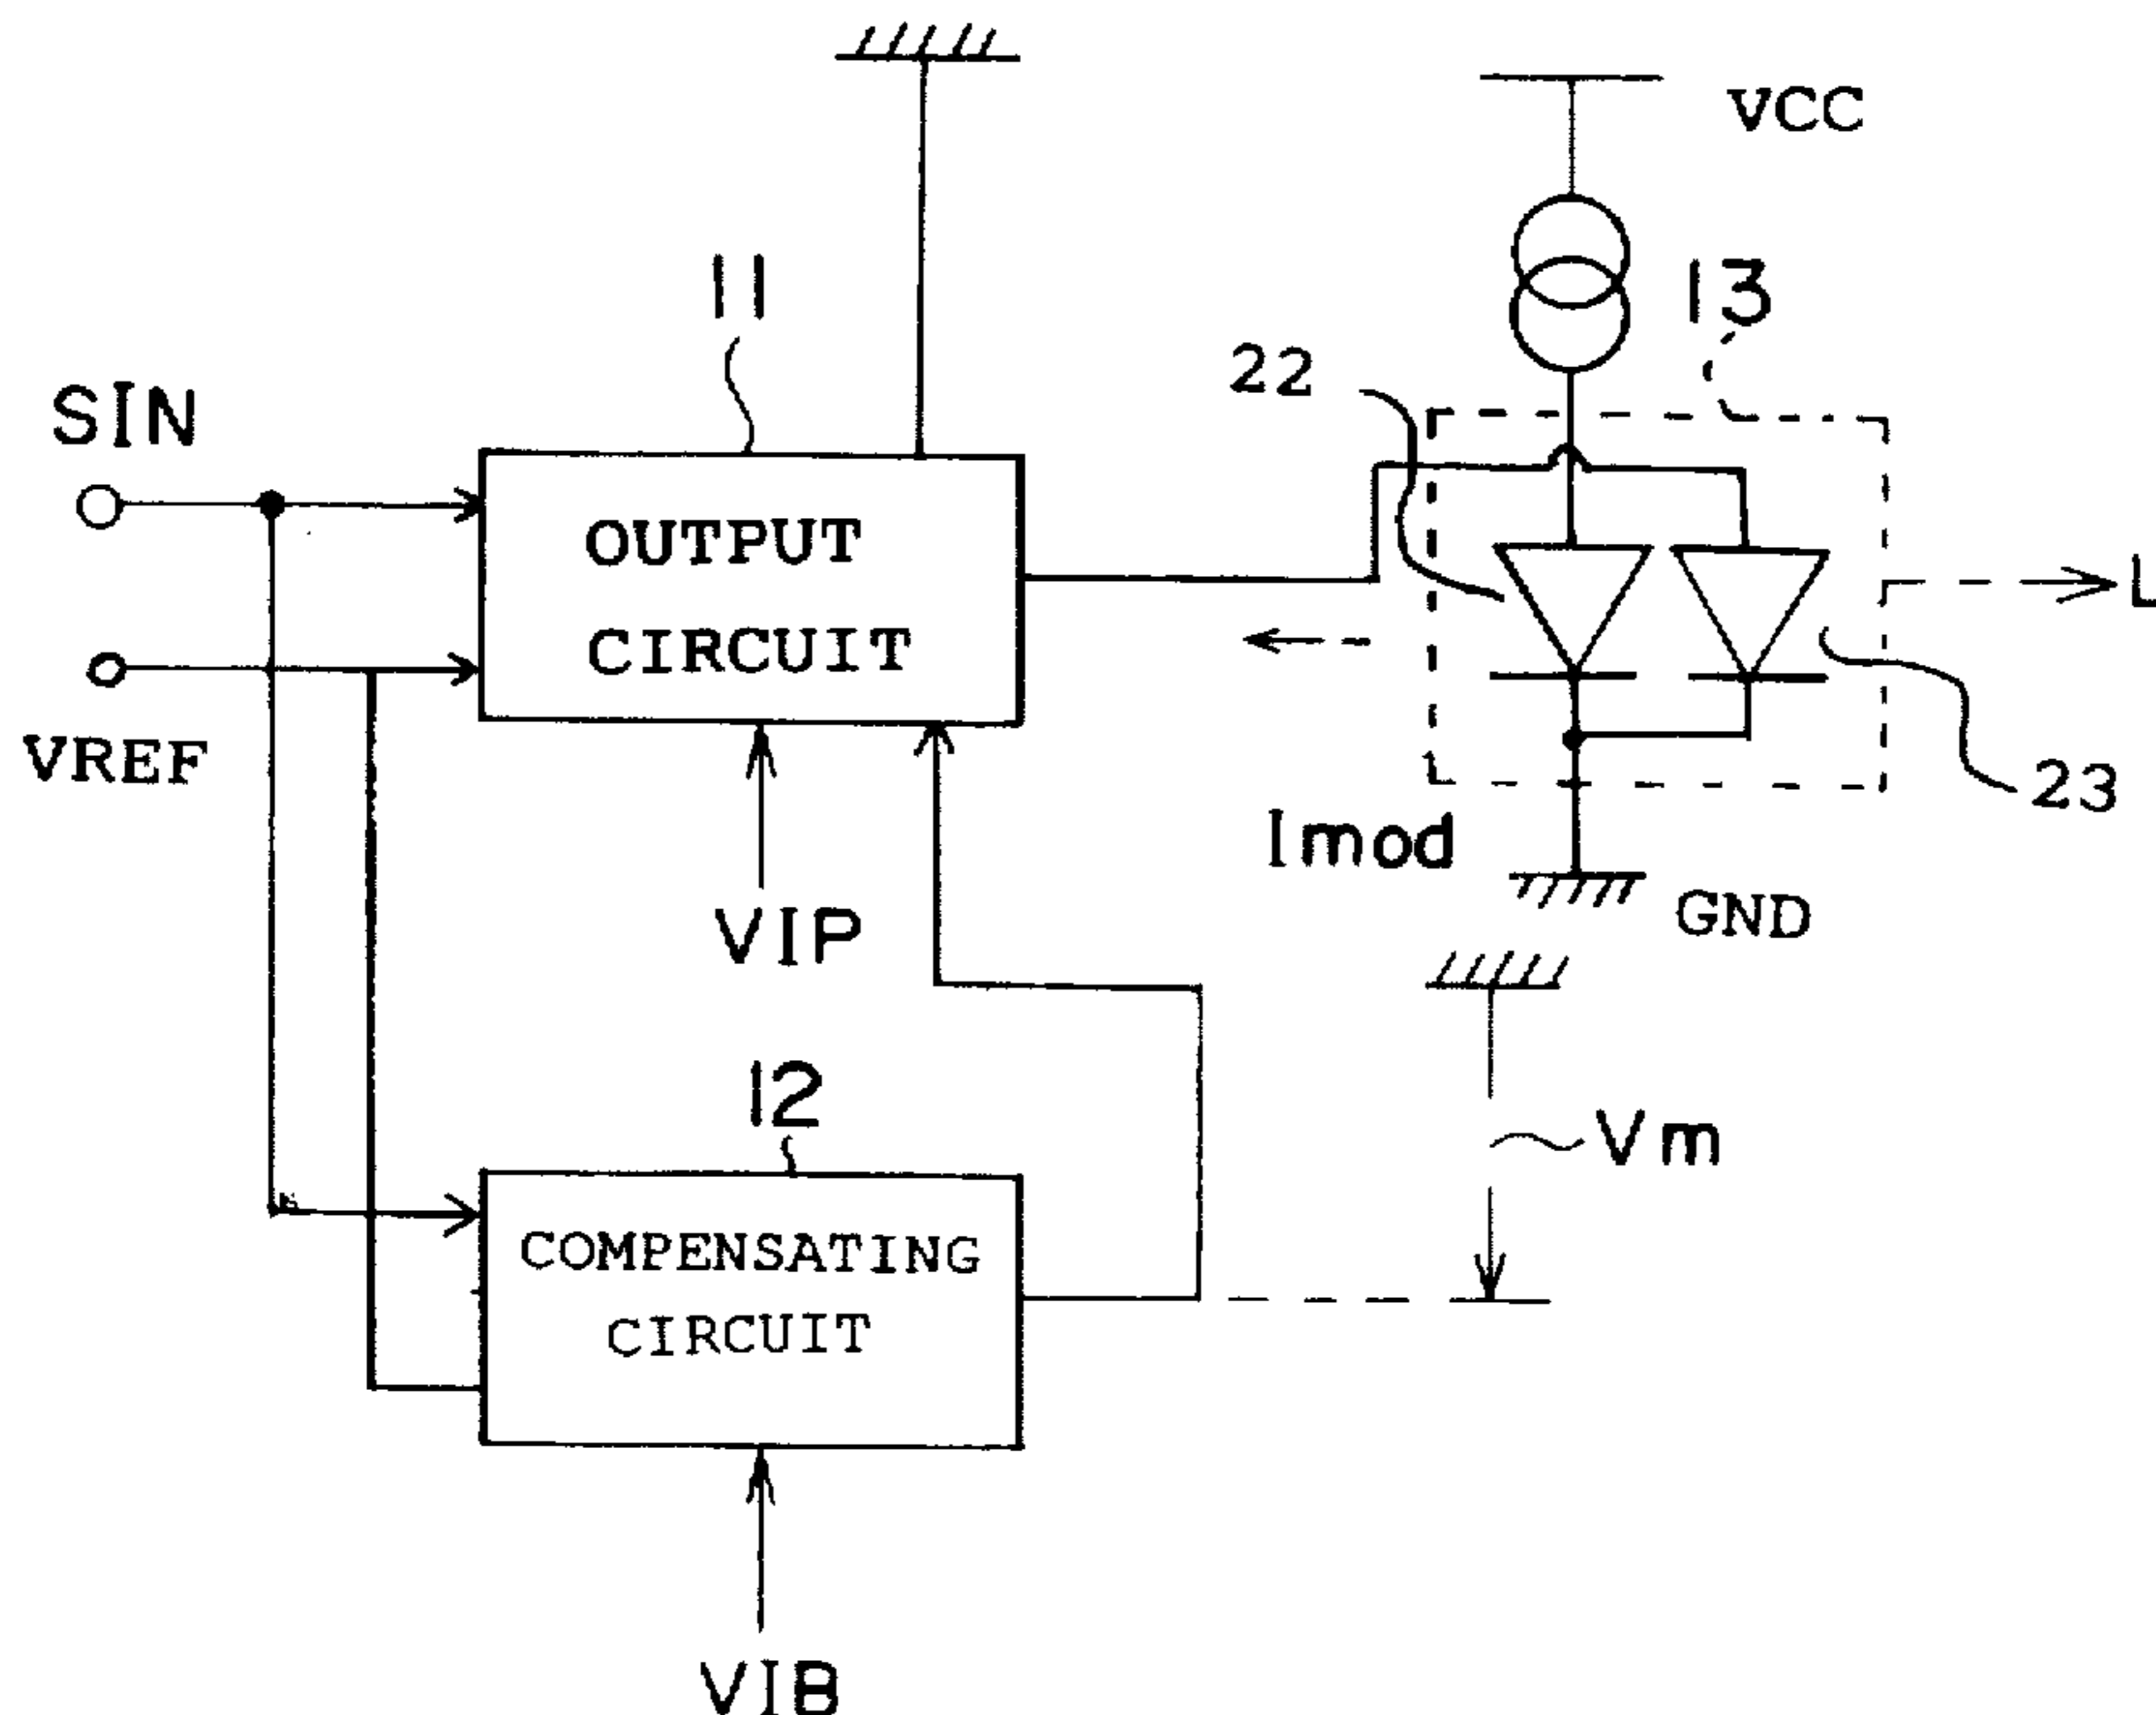 VCC
11
13
22
SIN
OUTPUT
CIRCUIT
L
VREF
23
Imod
VIP
GND
12
Vm
COMPENSATING
CIRCUIT
VIB